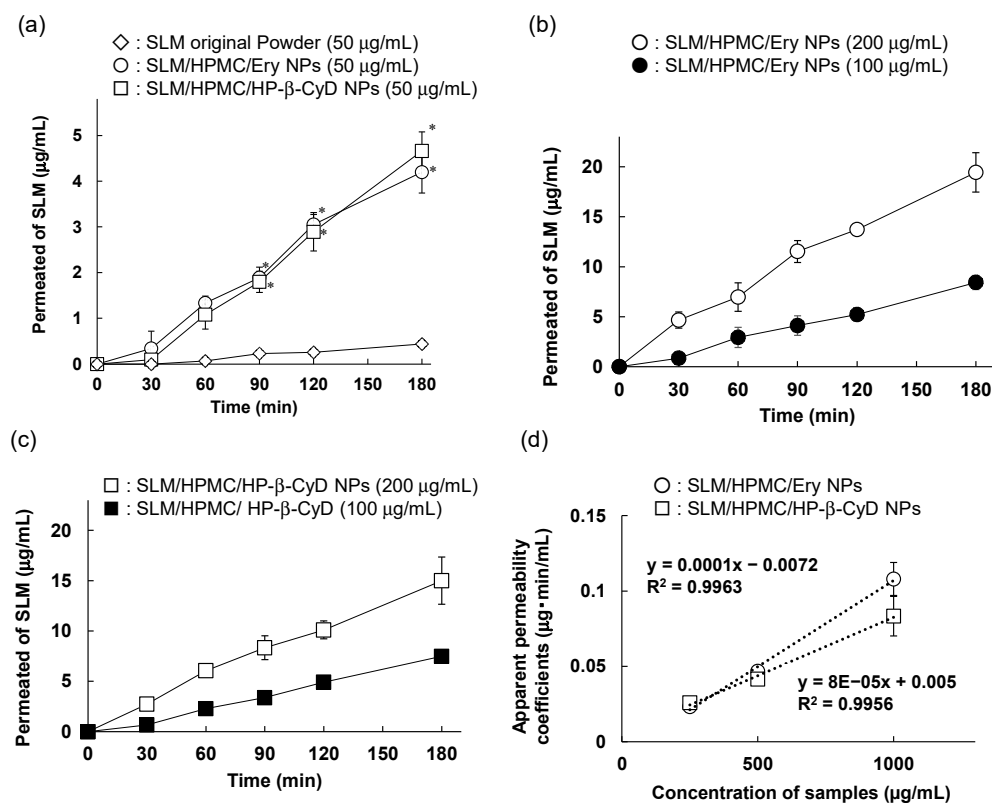 (a)
◇ : SLM original Powder (50 μg/mL)
○ : SLM/HPMC/Ery NPs (50 μg/mL)
□ : SLM/HPMC/HP-β-CyD NPs (50 μg/mL)
Permeated of SLM (μg/mL)
5
4
3
2
1
0
* * * * * *
0 30 60 90 120 150 180
Time (min)
(b)
○ : SLM/HPMC/Ery NPs (200 μg/mL)
● : SLM/HPMC/Ery NPs (100 μg/mL)
Permeated of SLM (μg/mL)
20
15
10
5
0
0 30 60 90 120 150 180
Time (min)
(c)
□ : SLM/HPMC/HP-β-CyD NPs (200 μg/mL)
■ : SLM/HPMC/ HP-β-CyD (100 μg/mL)
Permeated of SLM (μg/mL)
20
15
10
5
0
0 30 60 90 120 150 180
Time (min)
(d)
○ : SLM/HPMC/Ery NPs
□ : SLM/HPMC/HP-β-CyD NPs
Apparent permeability
coefficients (μg•min/mL)
0.15
0.1
0.05
0
y = 0.0001x − 0.0072
R² = 0.9963
y = 8E−05x + 0.005
R² = 0.9956
0 500 1000
Concentration of samples (μg/mL)